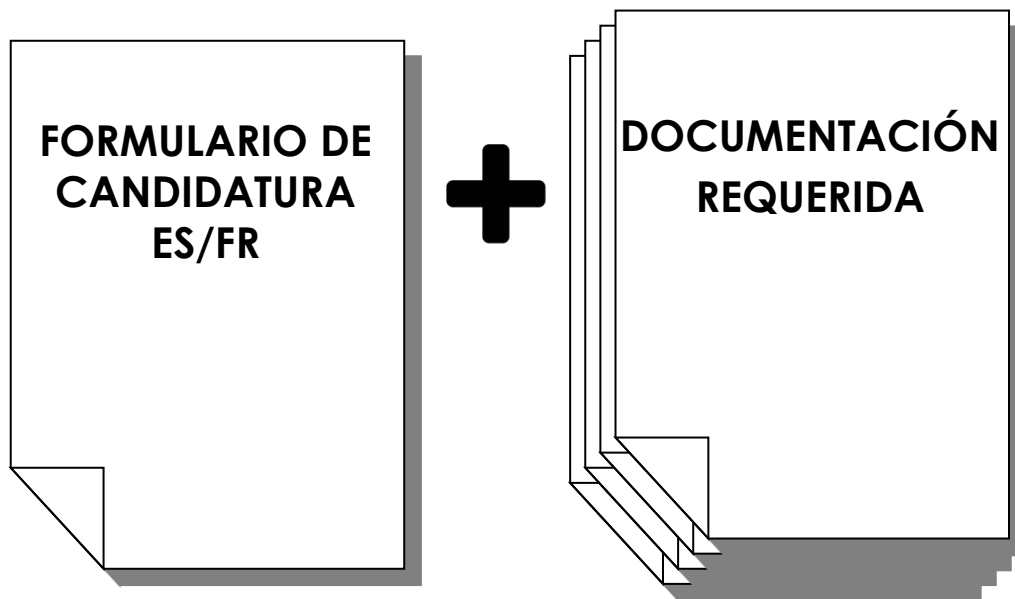 FORMULARIO DE
CANDIDATURA
ES/FR
DOCUMENTACIÓN
REQUERIDA